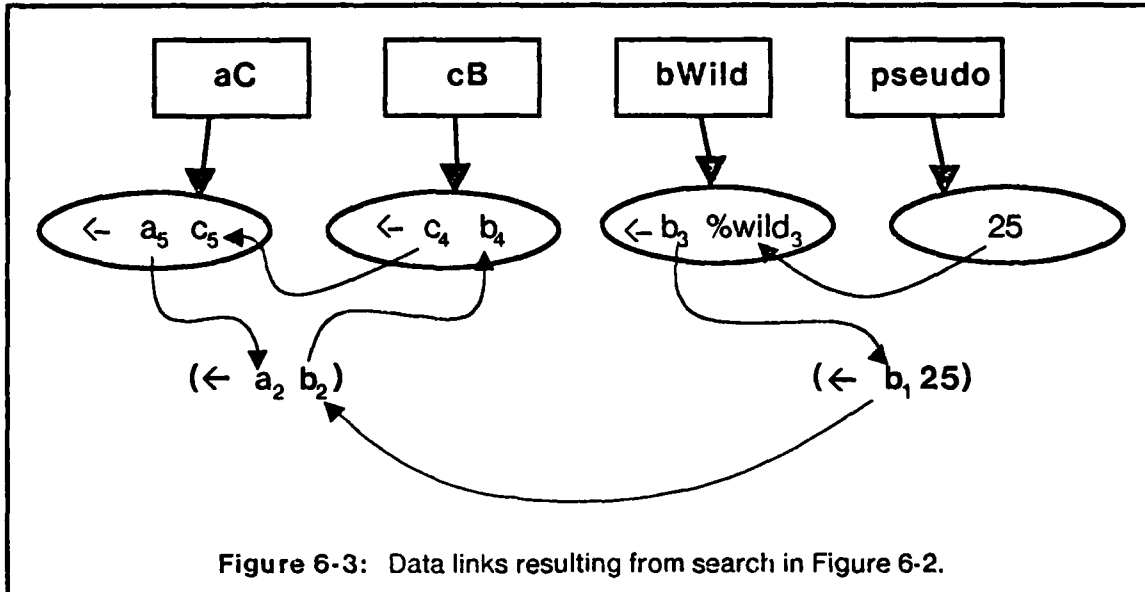 aC cB bWild pseudo
← a₅ c₅ ← c₄ b₄ ← b₃ %wild₃ 25
(← a₂ b₂) (← b₁ 25)
Figure 6-3: Data links resulting from search in Figure 6-2.